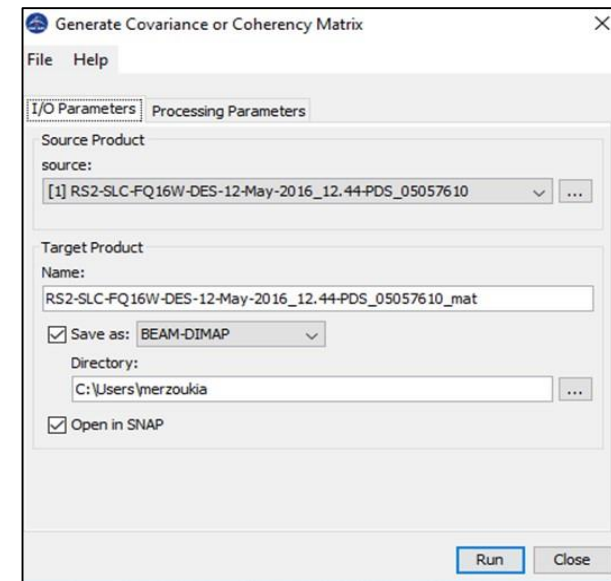 Generate Covariance or Coherency Matrix
File Help
I/O Parameters Processing Parameters
Source Product
source:
[1] RS2-SLC-FQ16W-DES-12-May-2016_12.44-PDS_05057610 ...
Target Product
Name:
RS2-SLC-FQ16W-DES-12-May-2016_12.44-PDS_05057610_mat
Save as: BEAM-DIMAP
Directory:
C:\Users\merzoukia ...
Open in SNAP
Run Close